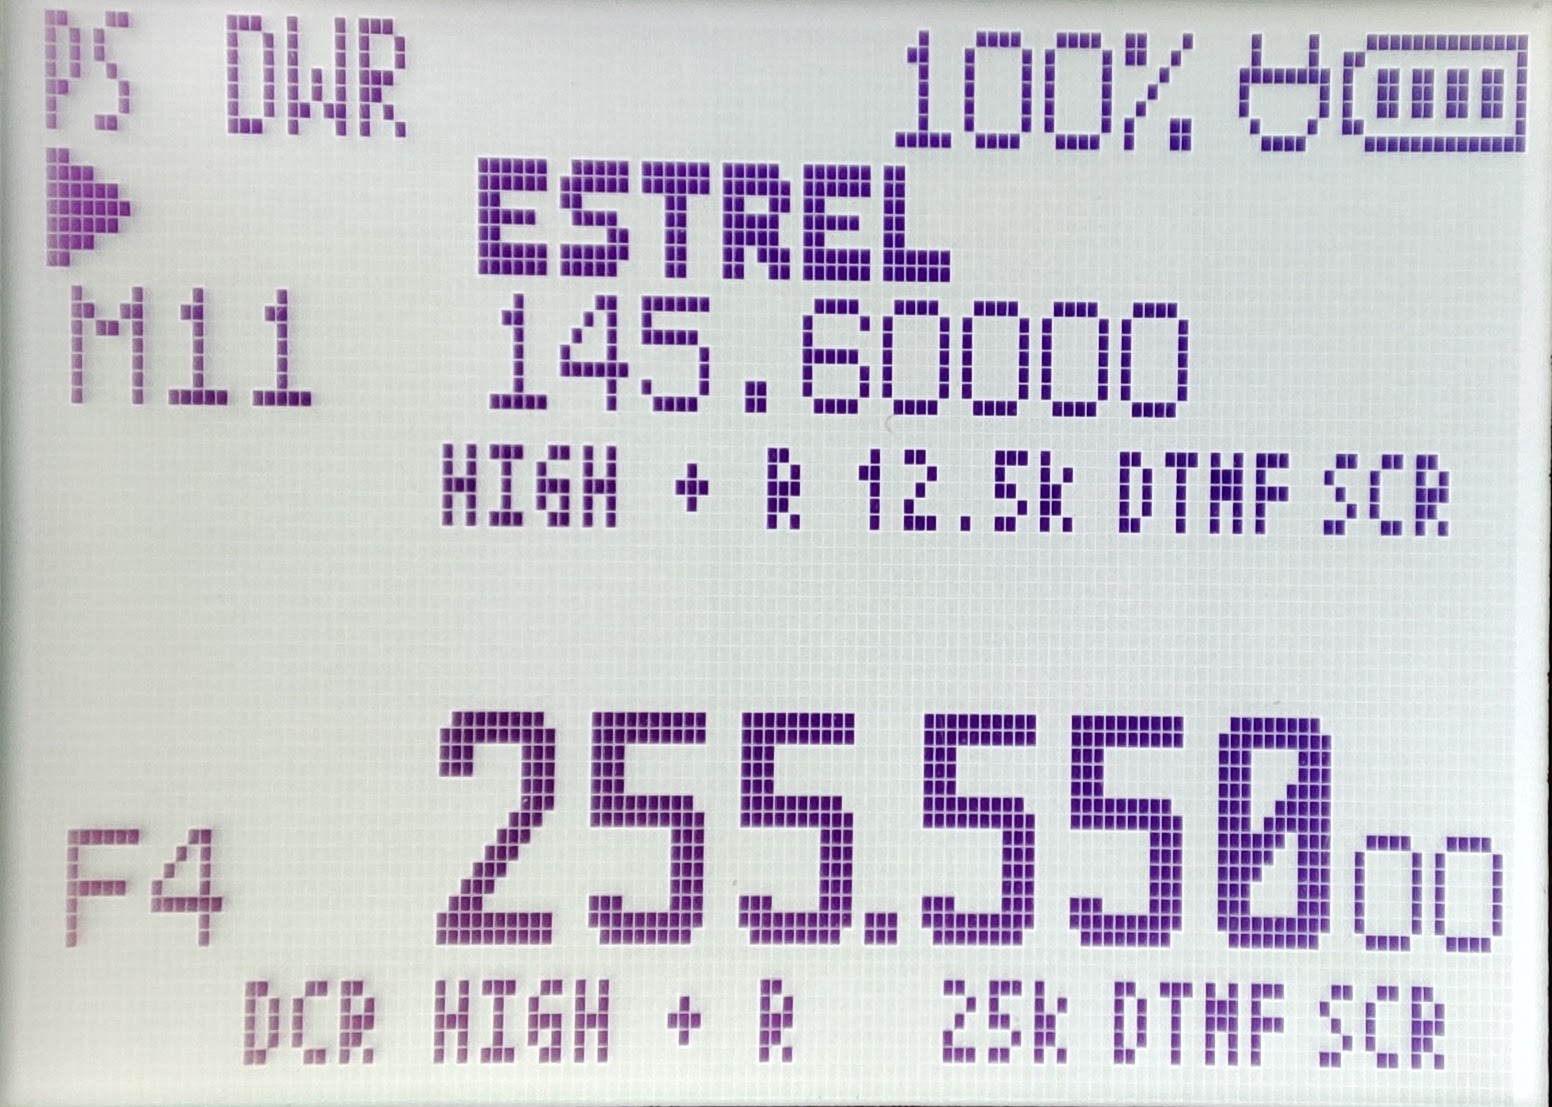 PS DWR 100%
ESTREL
M11 145.60000
HIGH + R 12.5k DTMF SCR
F4 255.55000
DCR HIGH + R 25k DTMF SCR